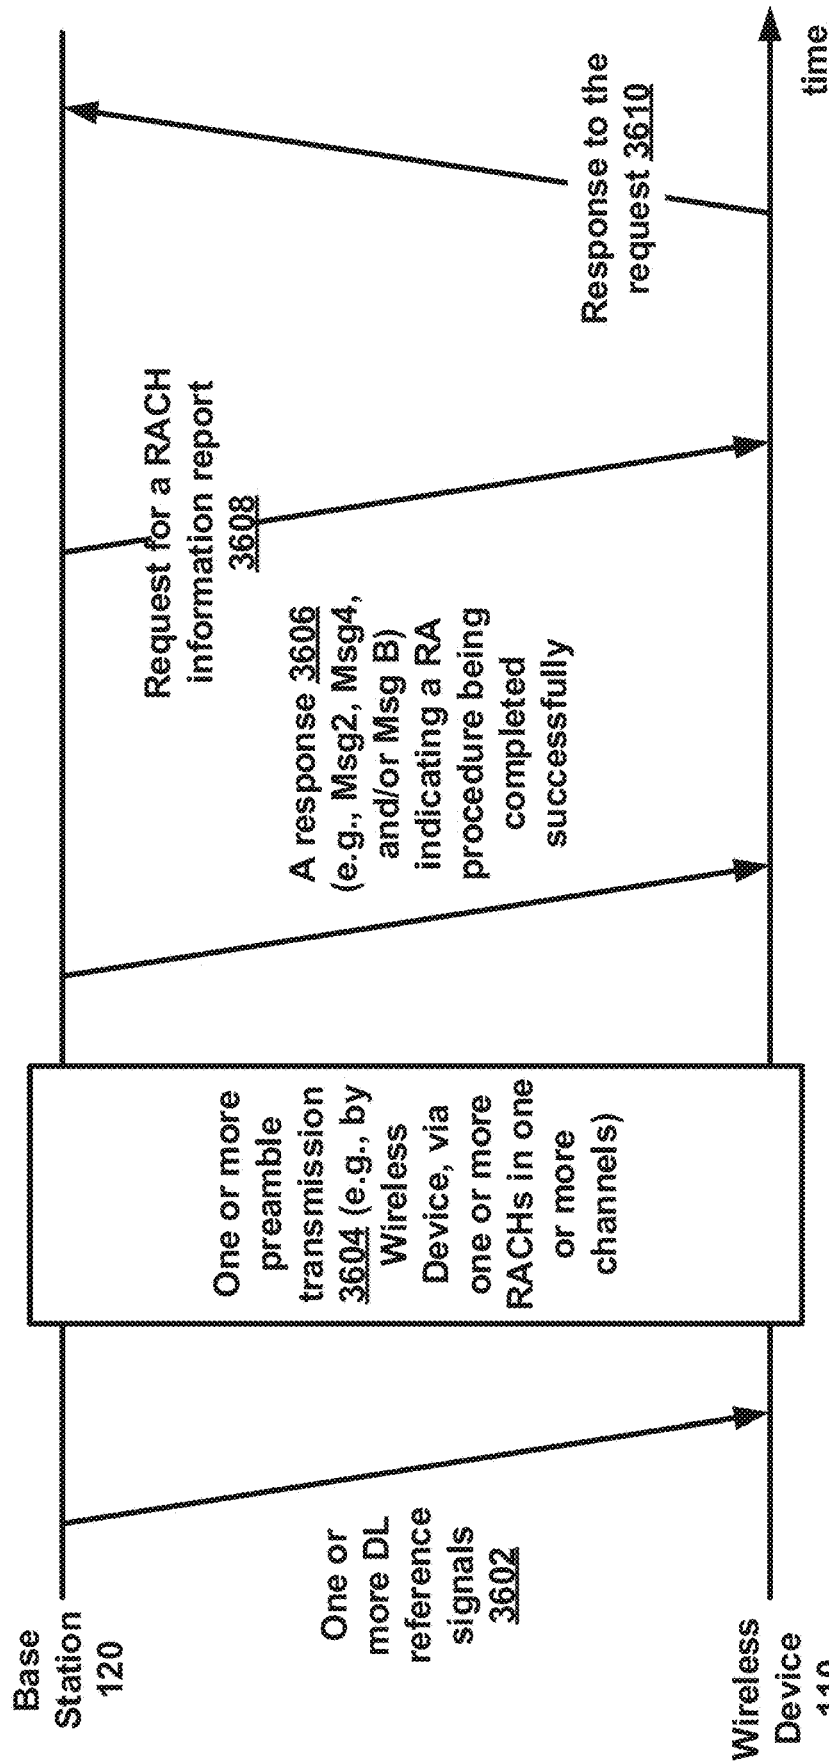 Base
Station
120
One or
more DL
reference
signals
3602
One or more
preamble
transmission
3604 (e.g., by
Wireless
Device, via
one or more
RACHs in one
or more
channels)
A response 3606
(e.g., Msg2, Msg4,
and/or Msg B)
indicating a RA
procedure being
completed
successfully
Request for a RACH
information report
3608
Response to the
request 3610
Wireless
Device
time